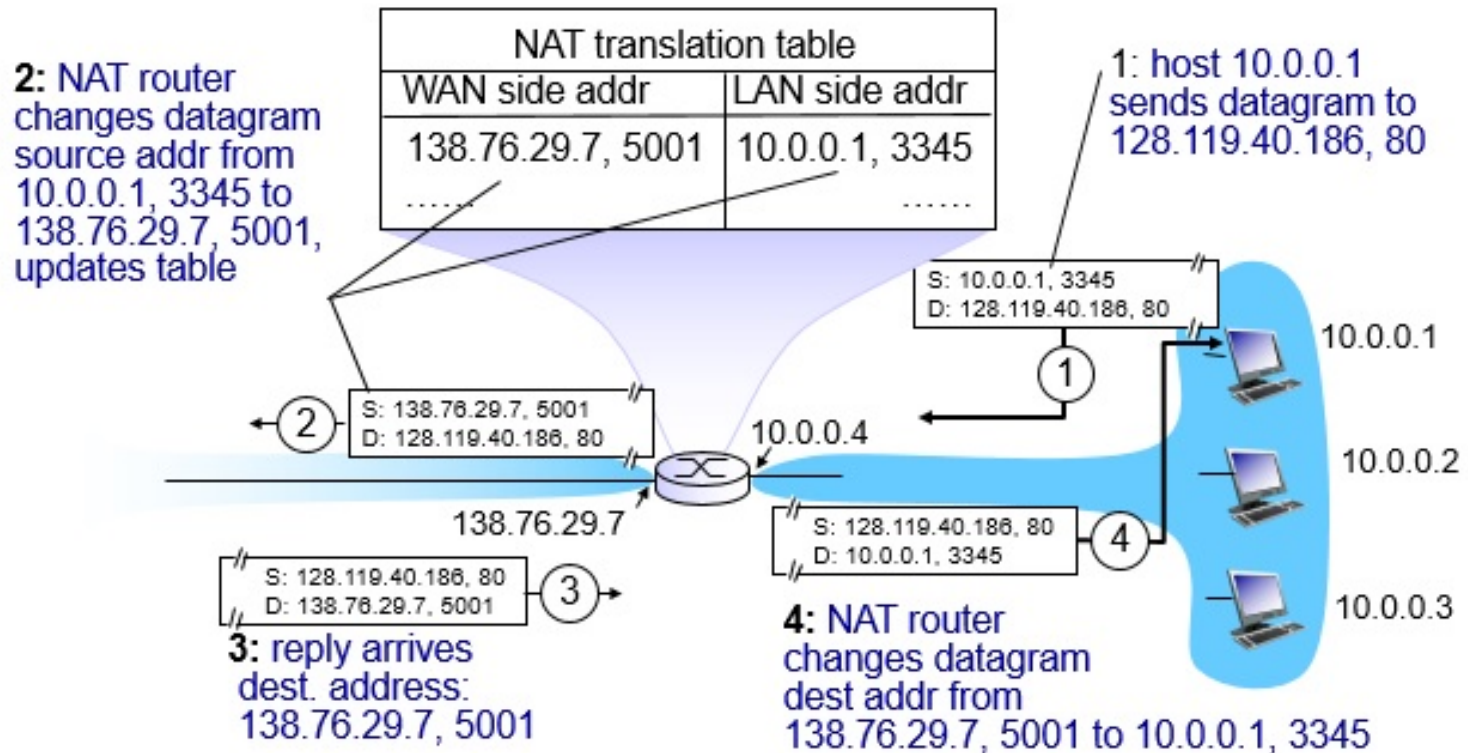 NAT translation table
WAN side addr LAN side addr
138.76.29.7, 5001 10.0.0.1, 3345
...... ......
2: NAT router
changes datagram
source addr from
10.0.0.1, 3345 to
138.76.29.7, 5001,
updates table
1: host 10.0.0.1
sends datagram to
128.119.40.186, 80
S: 10.0.0.1, 3345
D: 128.119.40.186, 80
1
10.0.0.1
S: 138.76.29.7, 5001
D: 128.119.40.186, 80
2
10.0.0.4
10.0.0.2
138.76.29.7
S: 128.119.40.186, 80
D: 10.0.0.1, 3345
4
S: 128.119.40.186, 80
D: 138.76.29.7, 5001
3
10.0.0.3
3: reply arrives
dest. address:
138.76.29.7, 5001
4: NAT router
changes datagram
dest addr from
138.76.29.7, 5001 to 10.0.0.1, 3345